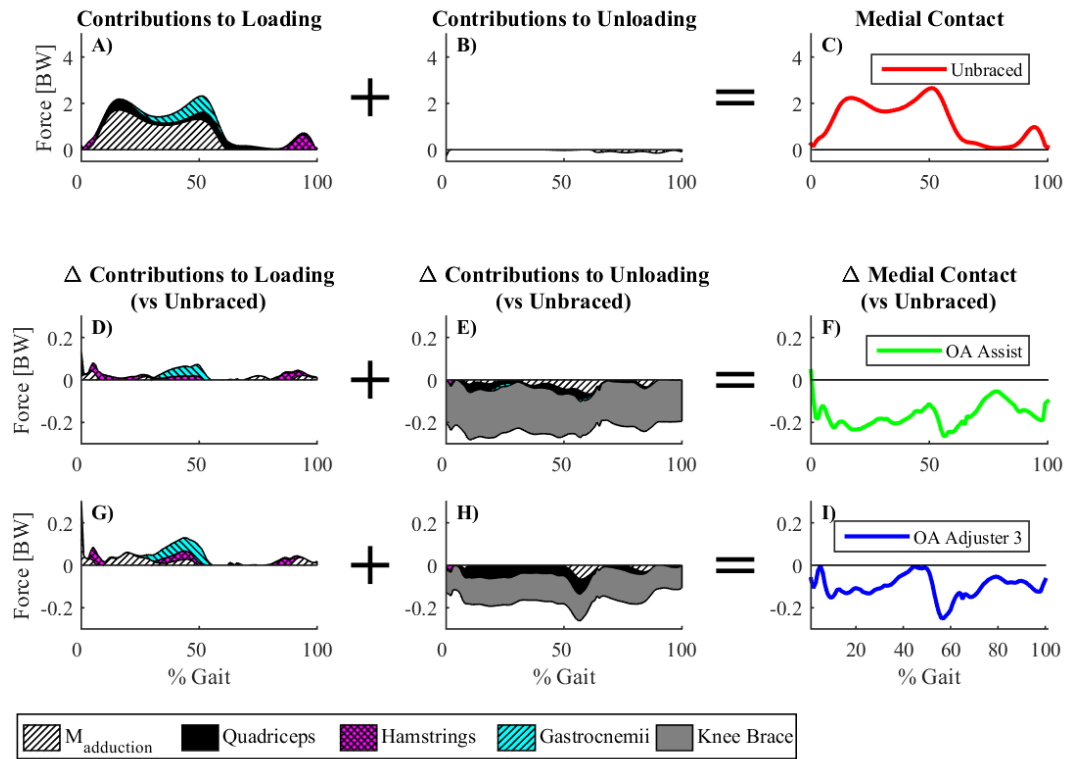 Contributions to Loading
Contributions to Unloading
Medial Contact
A)
B)
C)
Unbraced
Force [BW]
4
2
0
0
50
100
4
2
0
0
50
100
4
2
0
0
50
100
+
=
Δ Contributions to Loading
(vs Unbraced)
Δ Contributions to Unloading
(vs Unbraced)
Δ Medial Contact
(vs Unbraced)
D)
E)
F)
OA Assist
Force [BW]
0.2
0
-0.2
0
50
100
0.2
0
-0.2
0
50
100
0.2
0
-0.2
0
50
100
+
=
G)
H)
I)
OA Adjuster 3
Force [BW]
0.2
0
-0.2
0
50
100
% Gait
0.2
0
-0.2
0
50
100
% Gait
0.2
0
-0.2
20
40
60
80
100
% Gait
+
=
M adduction
Quadriceps
Hamstrings
Gastrocnemii
Knee Brace